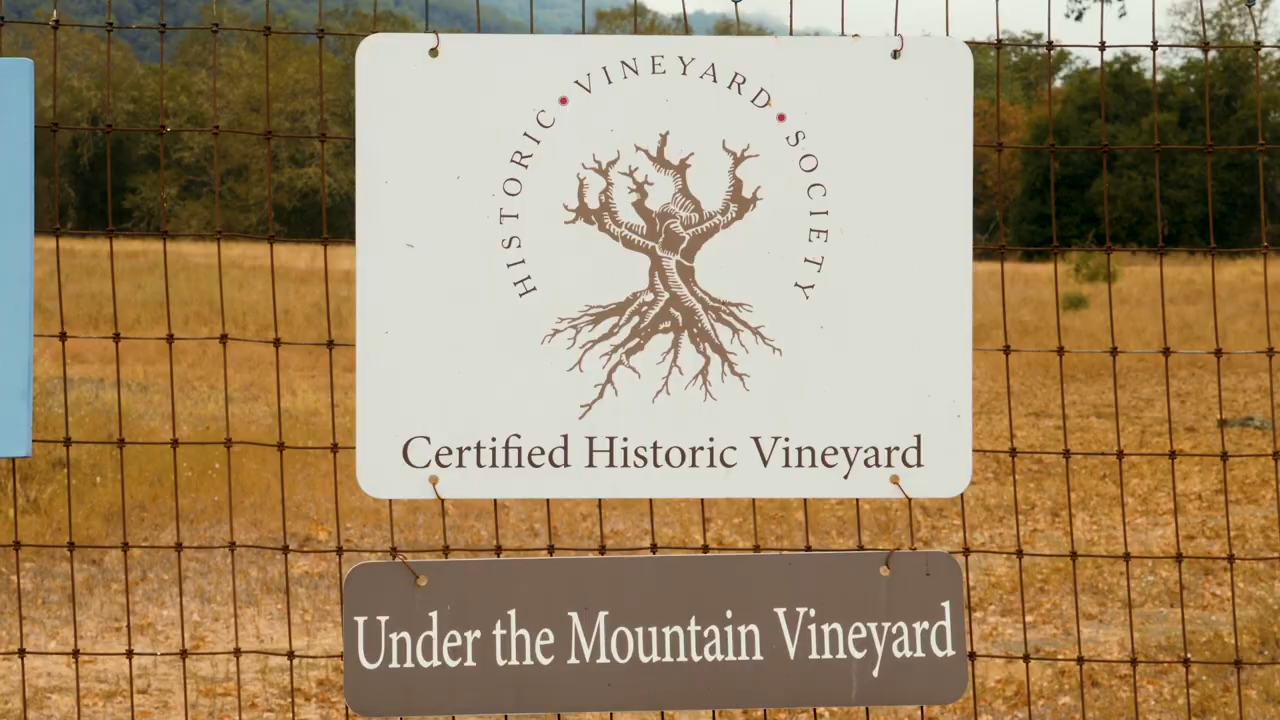 HISTORIC • VINEYARD • SOCIETY
Certified Historic Vineyard
Under the Mountain Vineyard